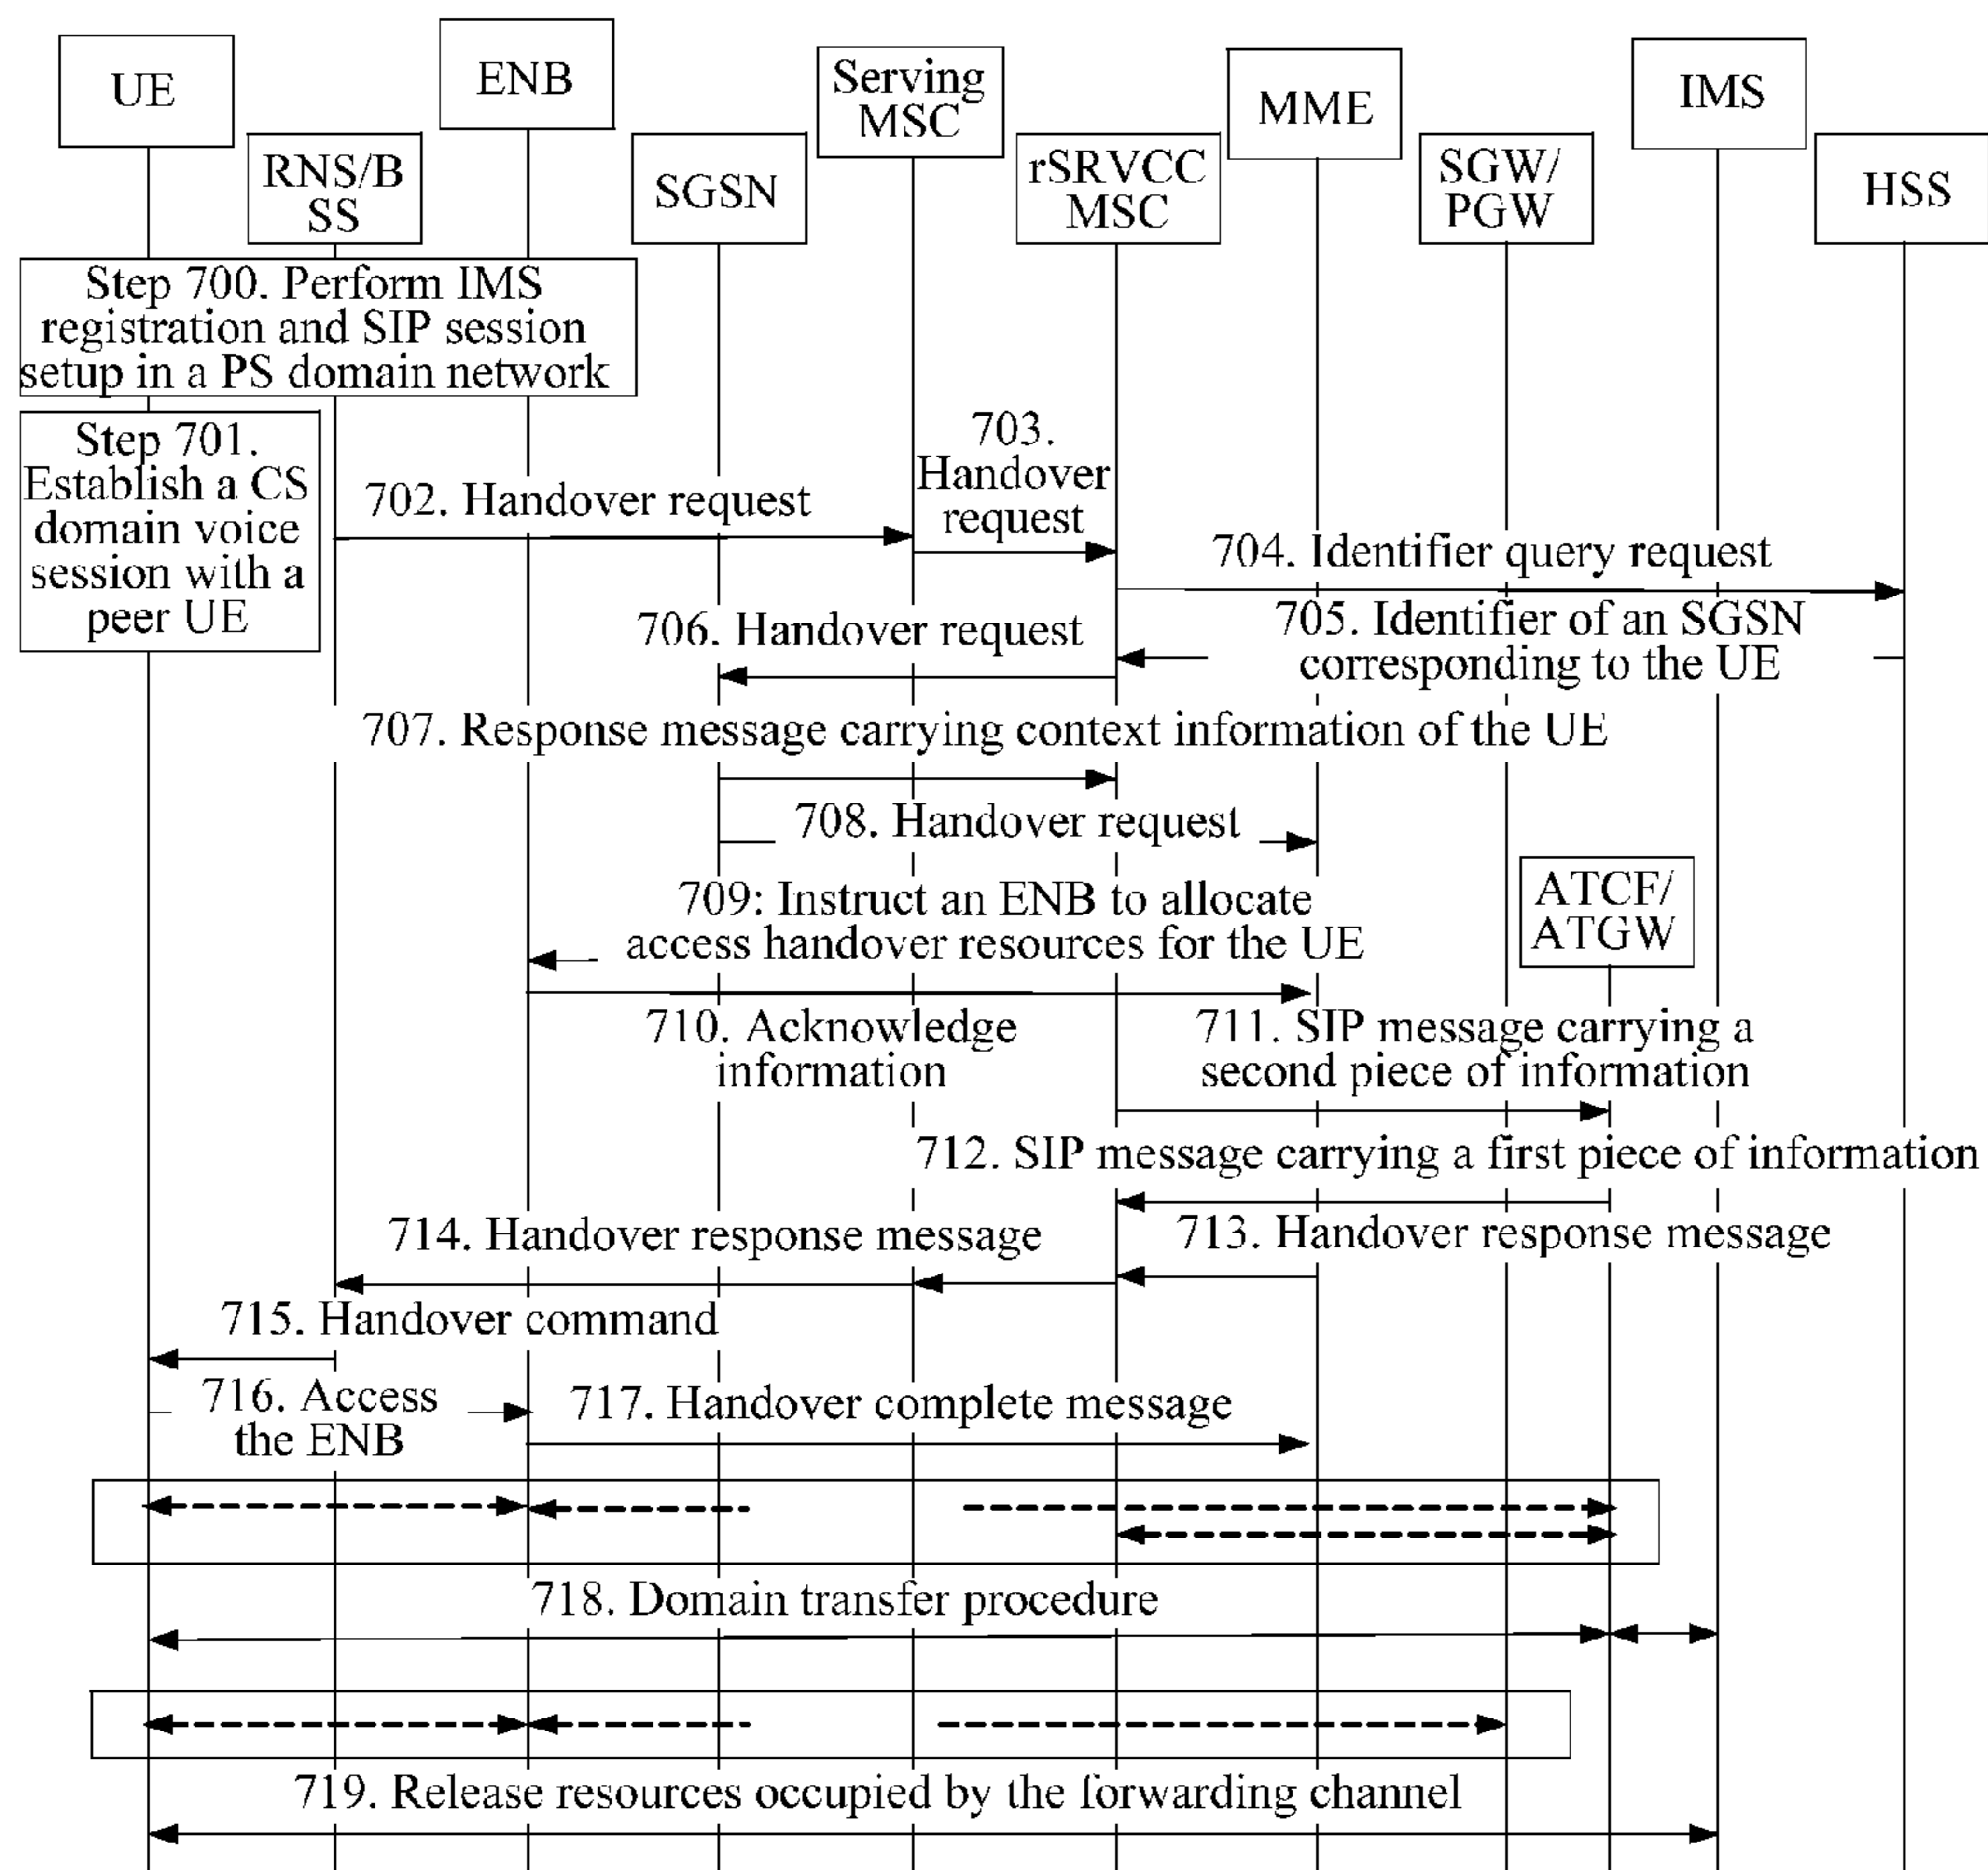 UE
ENB
Serving
MSC
MME
IMS
RNS/B
SS
SGSN
rSRVCC
MSC
SGW/
PGW
HSS
Step 700. Perform IMS
registration and SIP session
setup in a PS domain network
Step 701.
Establish a CS
domain voice
session with a
peer UE
702. Handover request
703.
Handover
request
704. Identifier query request
705. Identifier of an SGSN
corresponding to the UE
706. Handover request
707. Response message carrying context information of the UE
708. Handover request
709: Instruct an ENB to allocate
access handover resources for the UE
ATCF/
ATGW
710. Acknowledge
information
711. SIP message carrying a
second piece of information
712. SIP message carrying a first piece of information
714. Handover response message
713. Handover response message
715. Handover command
716. Access
the ENB
717. Handover complete message
718. Domain transfer procedure
719. Release resources occupied by the forwarding channel